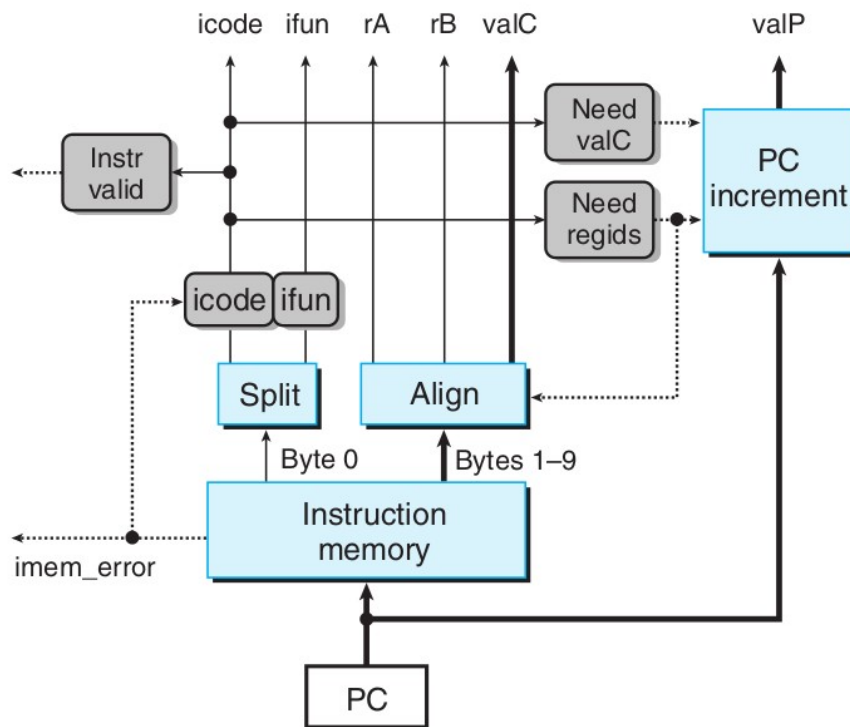 icode ifun rA rB valC valP
Need
valC
PC
increment
Instr
valid
Need
regids
icode ifun
Split
Align
Byte 0
Bytes 1–9
Instruction
memory
imem_error
PC